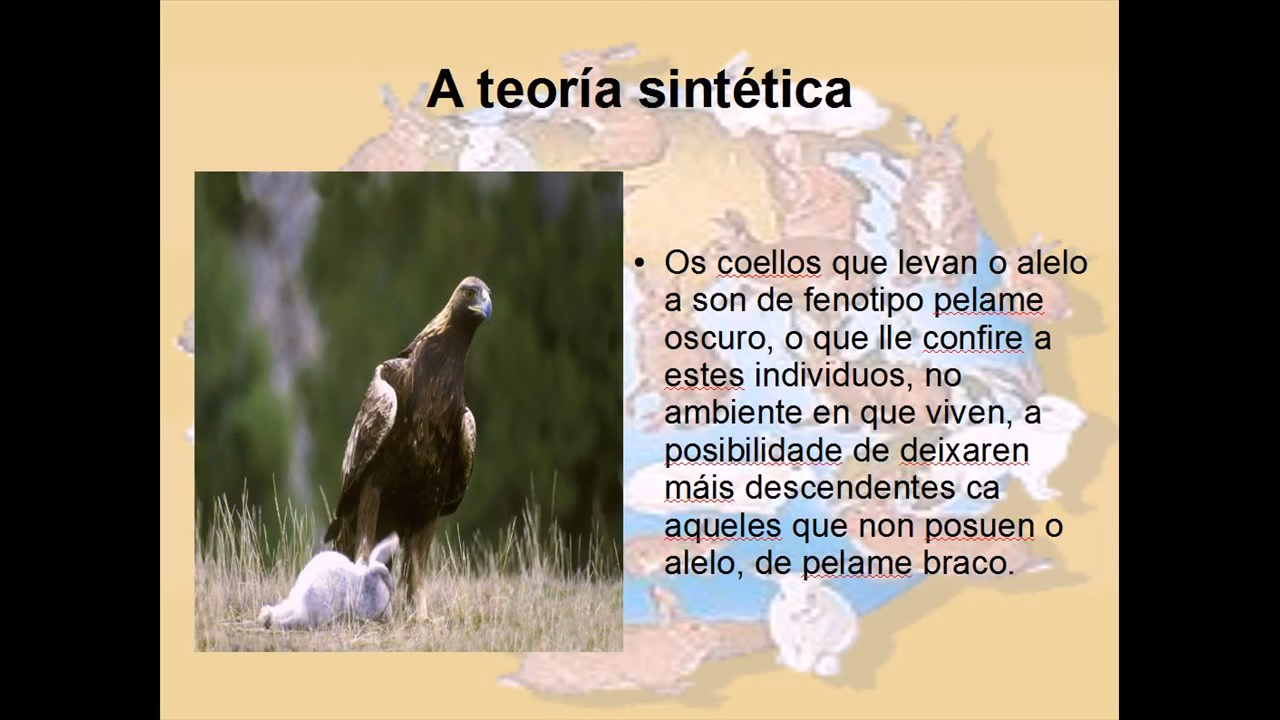 A teoría sintética
• Os coellos que levan o alelo
a son de fenotipo pelame
oscuro, o que lle confire a
estes individuos, no
ambiente en que viven, a
posibilidade de deixaren
máis descendentes ca
aqueles que non posuen o
alelo, de pelame braco.